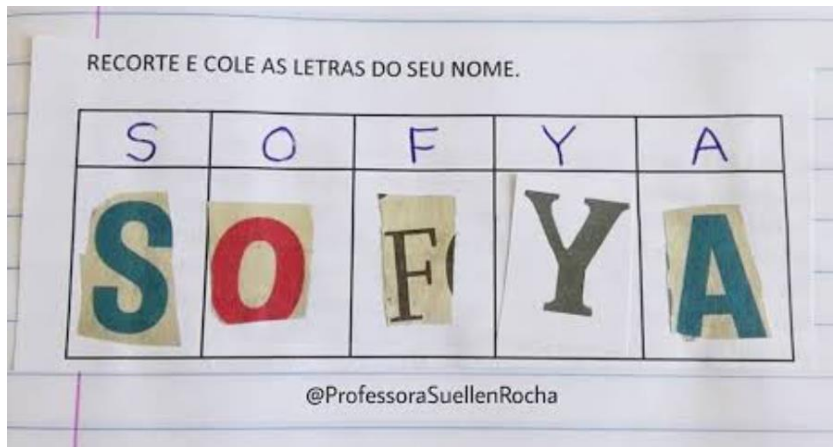 RECORTE E COLE AS LETRAS DO SEU NOME.
S O F Y A
S O F Y A
@ProfessoraSuellenRocha